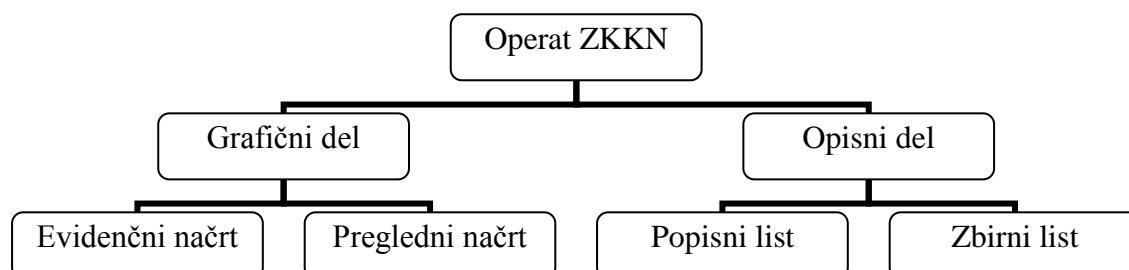 Operat ZKKN
Grafični del
Opisni del
Evidenčni načrt
Pregledni načrt
Popisni list
Zbirni list